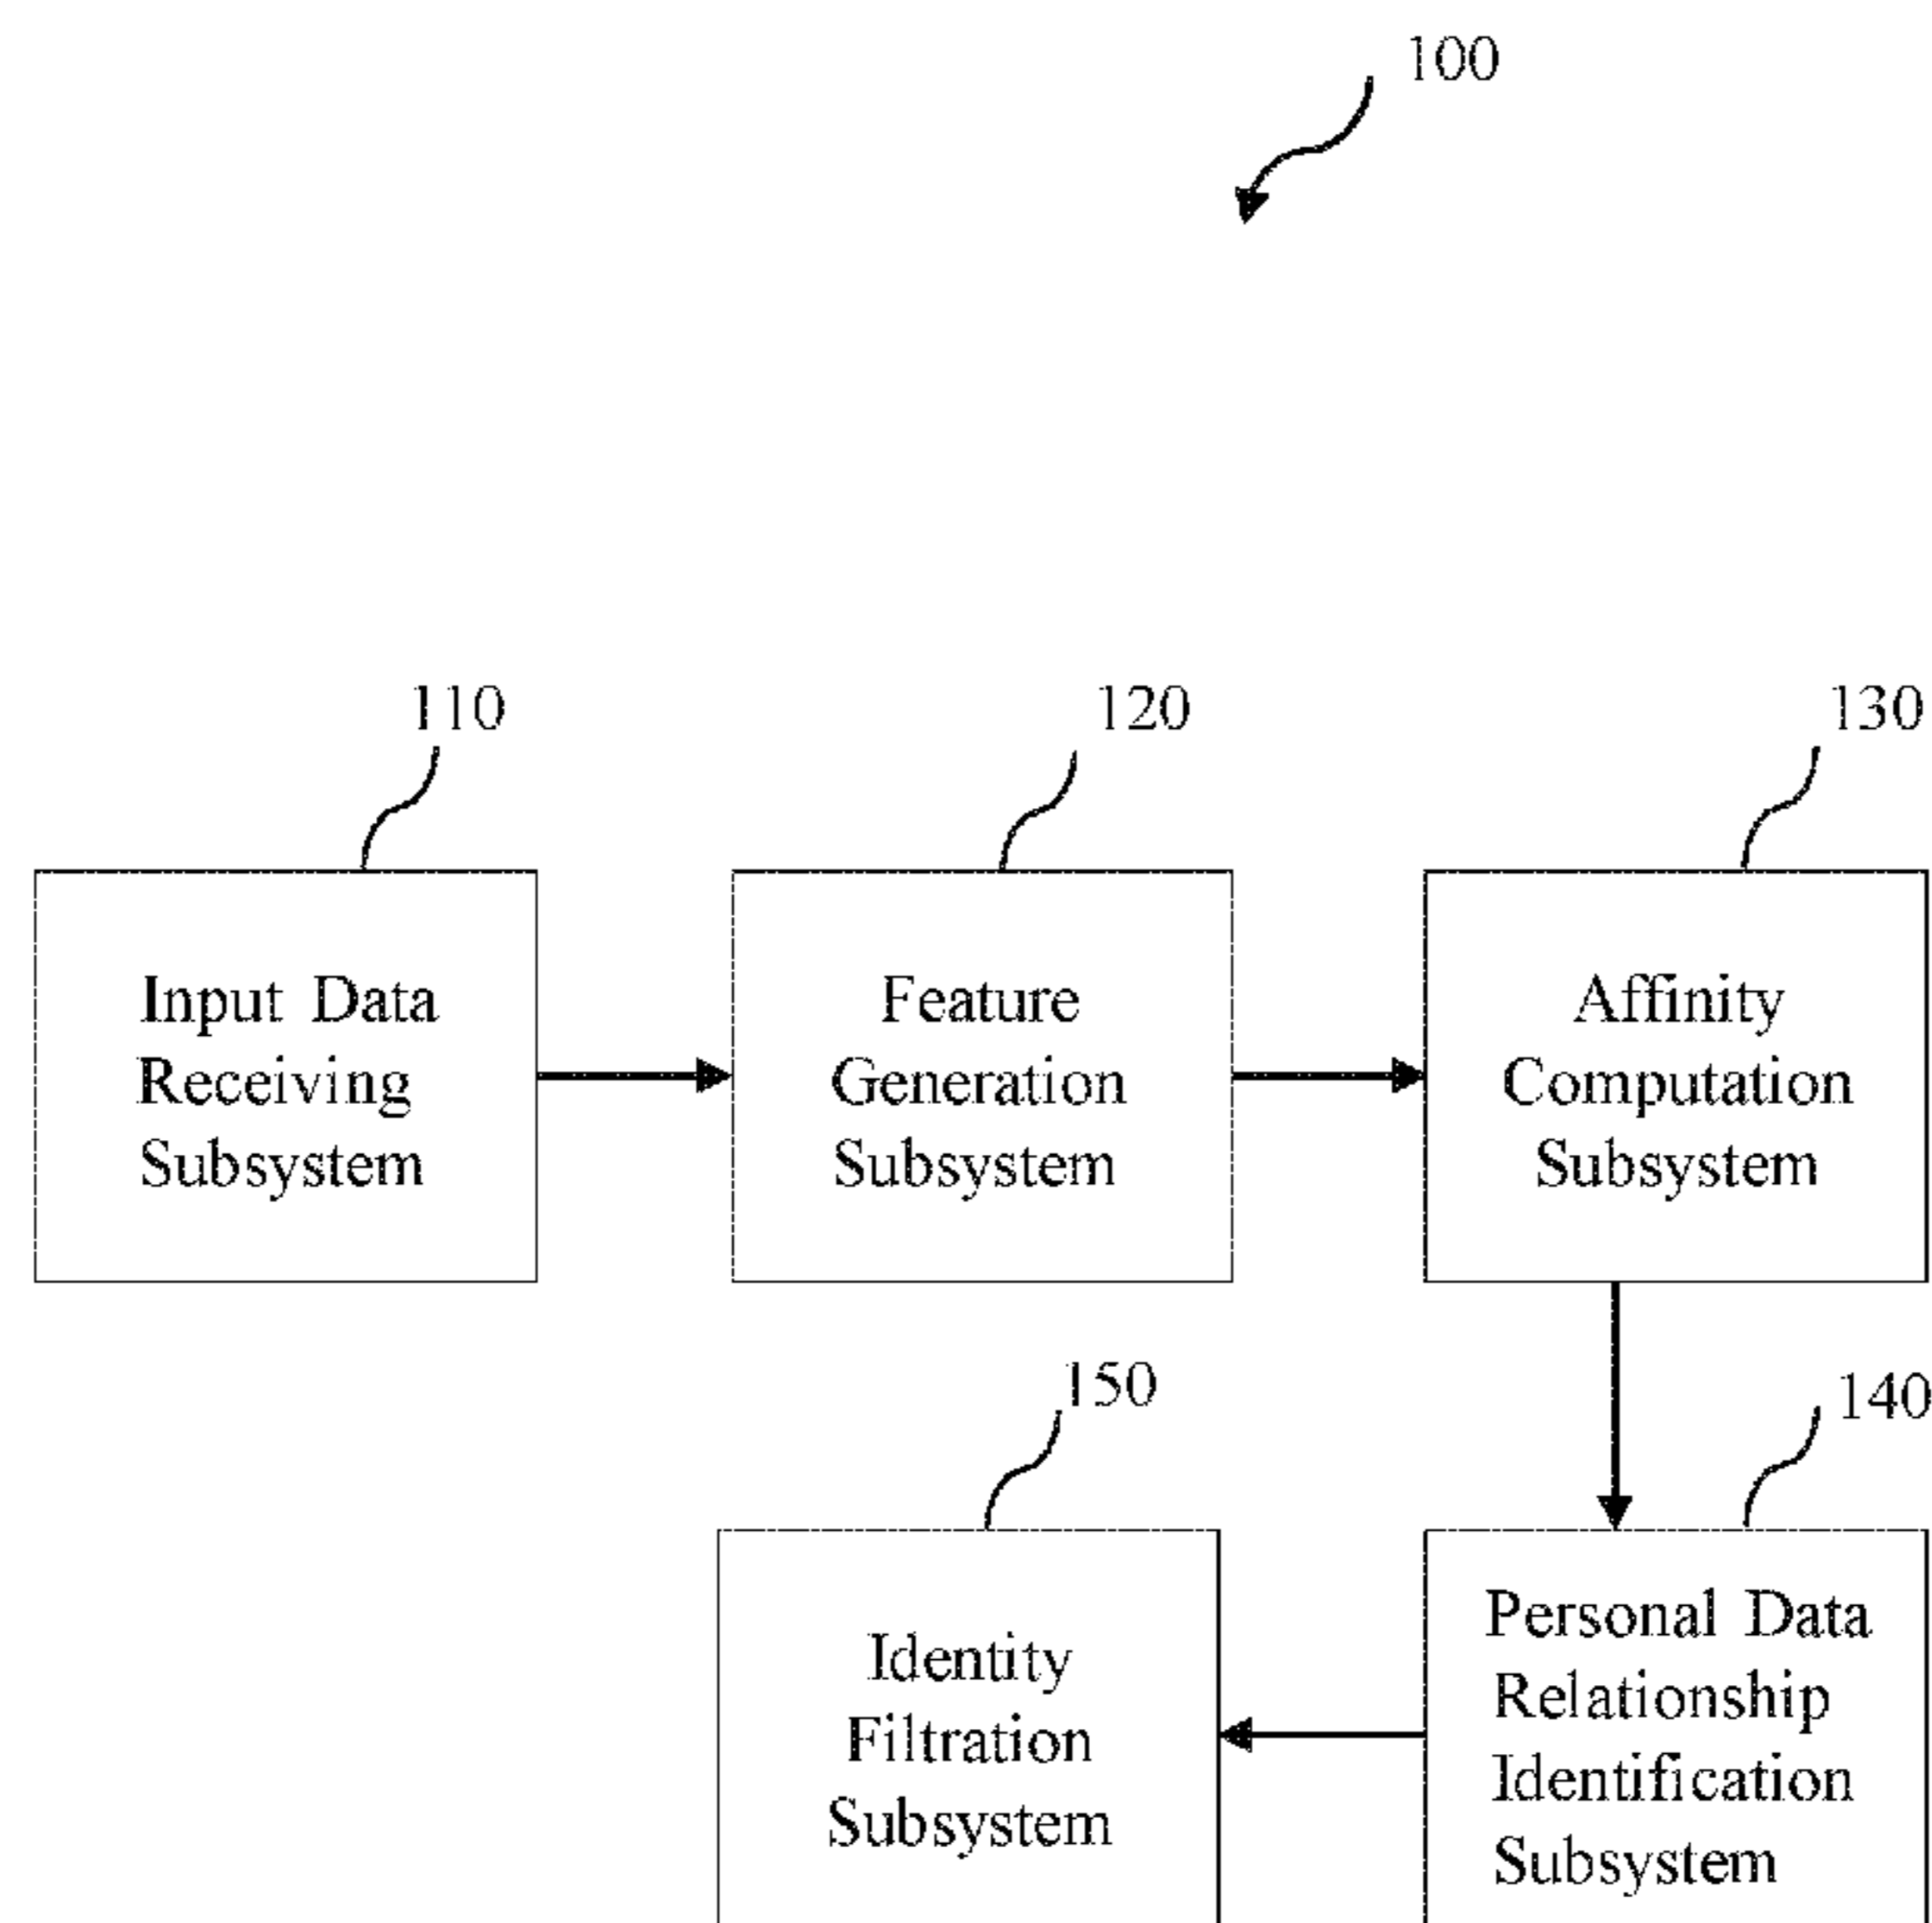 100
110
120
130
Input Data
Receiving
Subsystem
Feature
Generation
Subsystem
Affinity
Computation
Subsystem
150
140
Identity
Filtration
Subsystem
Personal Data
Relationship
Identification
Subsystem